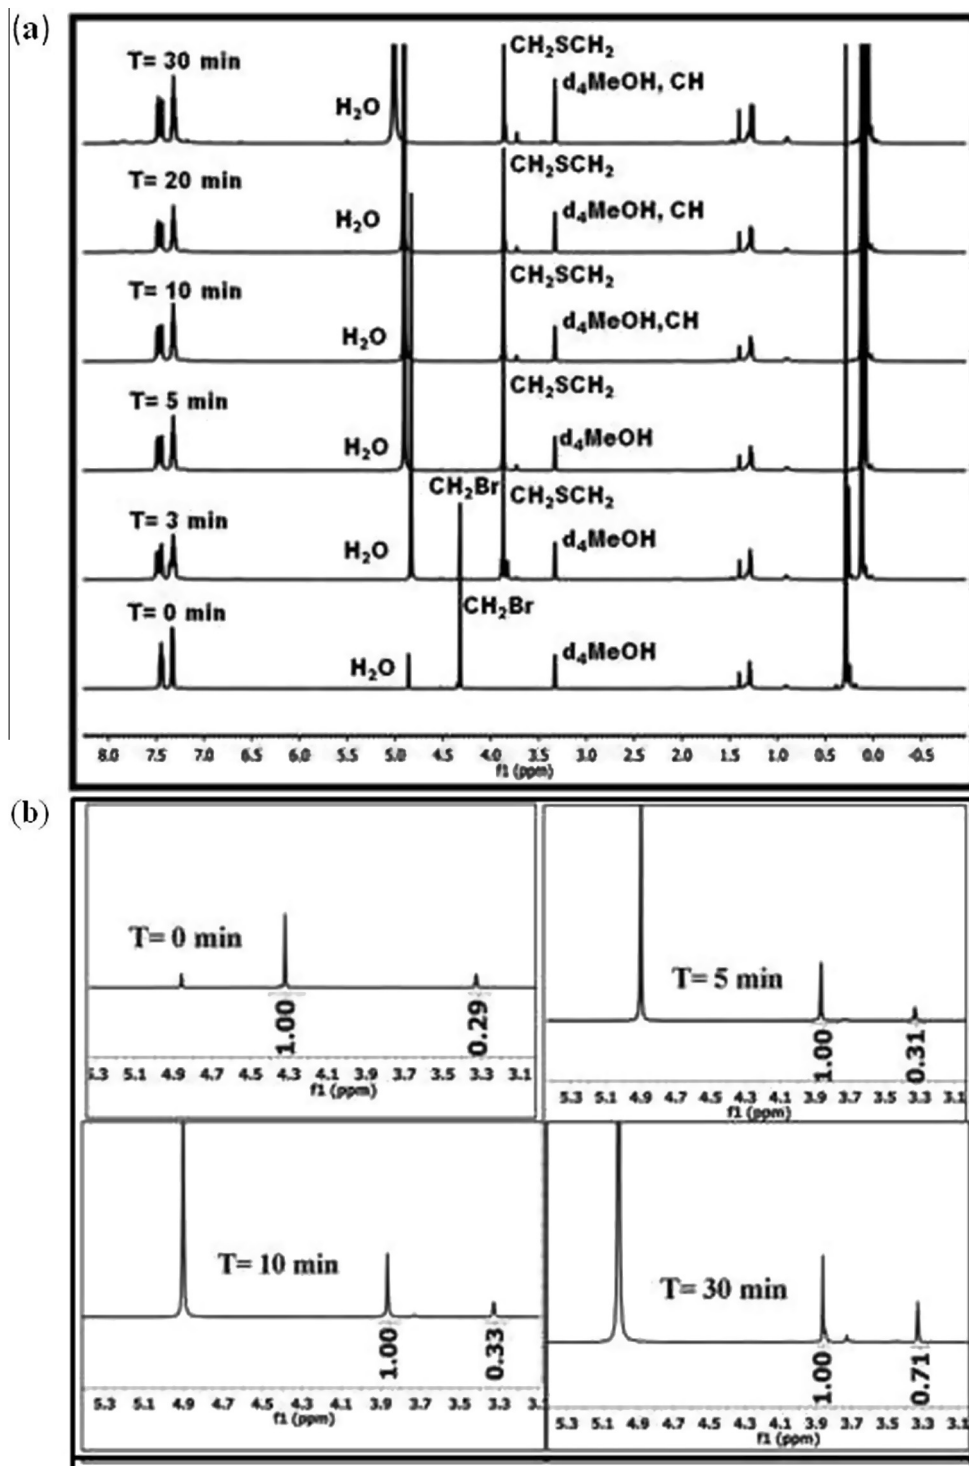 (a)
CH₂SCH₂
T= 30 min
d₄MeOH, CH
H₂O
CH₂SCH₂
T= 20 min
d₄MeOH, CH
H₂O
CH₂SCH₂
T= 10 min
d₄MeOH,CH
H₂O
CH₂SCH₂
T= 5 min
d₄MeOH
H₂O
CH₂Br
CH₂SCH₂
T= 3 min
d₄MeOH
H₂O
CH₂Br
T= 0 min
d₄MeOH
H₂O
8.0 7.5 7.0 6.5 6.0 5.5 5.0 4.5 4.0 3.5 3.0 2.5 2.0 1.5 1.0 0.5 0.0 -0.5
f1 (ppm)
(b)
T= 0 min
1.00 0.29
5.3 5.1 4.9 4.7 4.5 4.3 4.1 3.9 3.7 3.5 3.3 3.1
f1 (ppm)
T= 5 min
1.00 0.31
5.3 5.1 4.9 4.7 4.5 4.3 4.1 3.9 3.7 3.5 3.3 3.1
f1 (ppm)
T= 10 min
1.00 0.33
5.3 5.1 4.9 4.7 4.5 4.3 4.1 3.9 3.7 3.5 3.3 3.1
f1 (ppm)
T= 30 min
1.00 0.71
5.3 5.1 4.9 4.7 4.5 4.3 4.1 3.9 3.7 3.5 3.3 3.1
f1 (ppm)